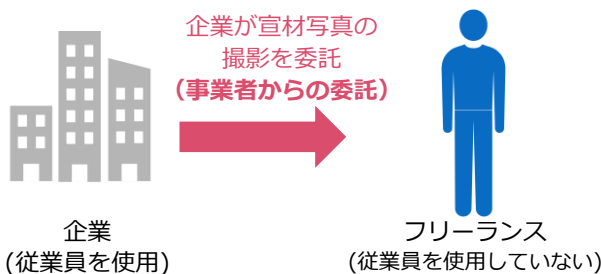 企業が宣材写真の
撮影を委託
（事業者からの委託）
企業
(従業員を使用)
フリーランス
(従業員を使用していない)